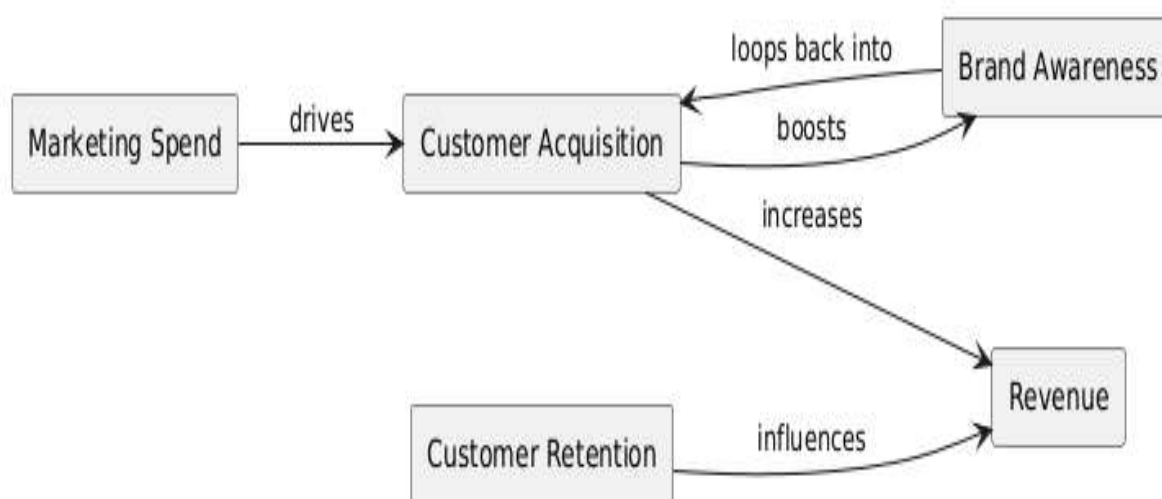 loops back into
Brand Awareness
drives
boosts
Marketing Spend
Customer Acquisition
increases
Revenue
influences
Customer Retention